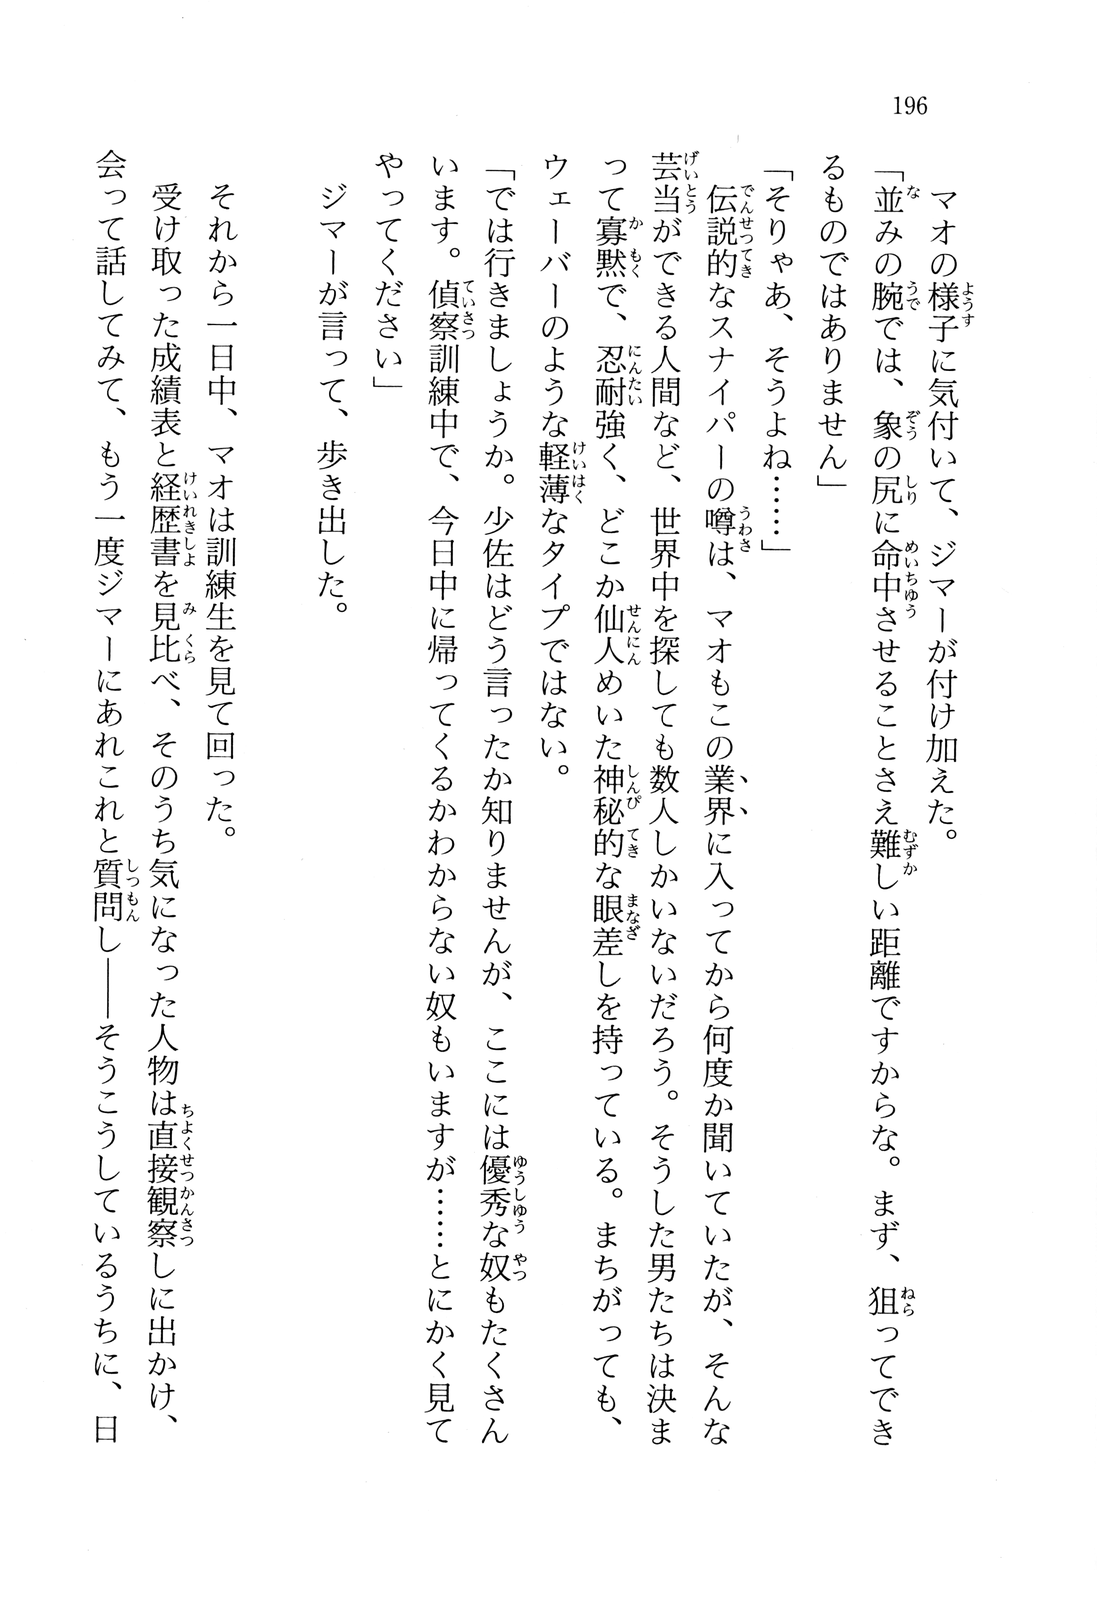 196
マオの様子に気付いて、ジマーが付け加えた。
「並みの腕では、象の尻に命中させることさえ難しい距離ですからな。まず、狙ってでき
るものではありません」
「そりゃあ、そうよね……」
伝説的なスナイパーの噂は、マオもこの業界に入ってから何度か聞いていたが、そんな
芸当ができる人間など、世界中を探しても数人しかいないだろう。そうした男たちは決ま
って寡黙で、忍耐強く、どこか仙人めいた神秘的な眼差しを持っている。まちがっても、
ウェーバーのような軽薄なタイプではない。
「では行きましょうか。少佐はどう言ったか知りませんが、ここには優秀な奴もたくさん
います。偵察訓練中で、今日中に帰ってくるかわからない奴もいますが……とにかく見て
やってください」
ジマーが言って、歩き出した。
それから一日中、マオは訓練生を見て回った。
受け取った成績表と経歴書を見比べ、そのうち気になった人物は直接観察しに出かけ、
会って話してみて、もう一度ジマーにあれこれと質問し――そうこうしているうちに、日